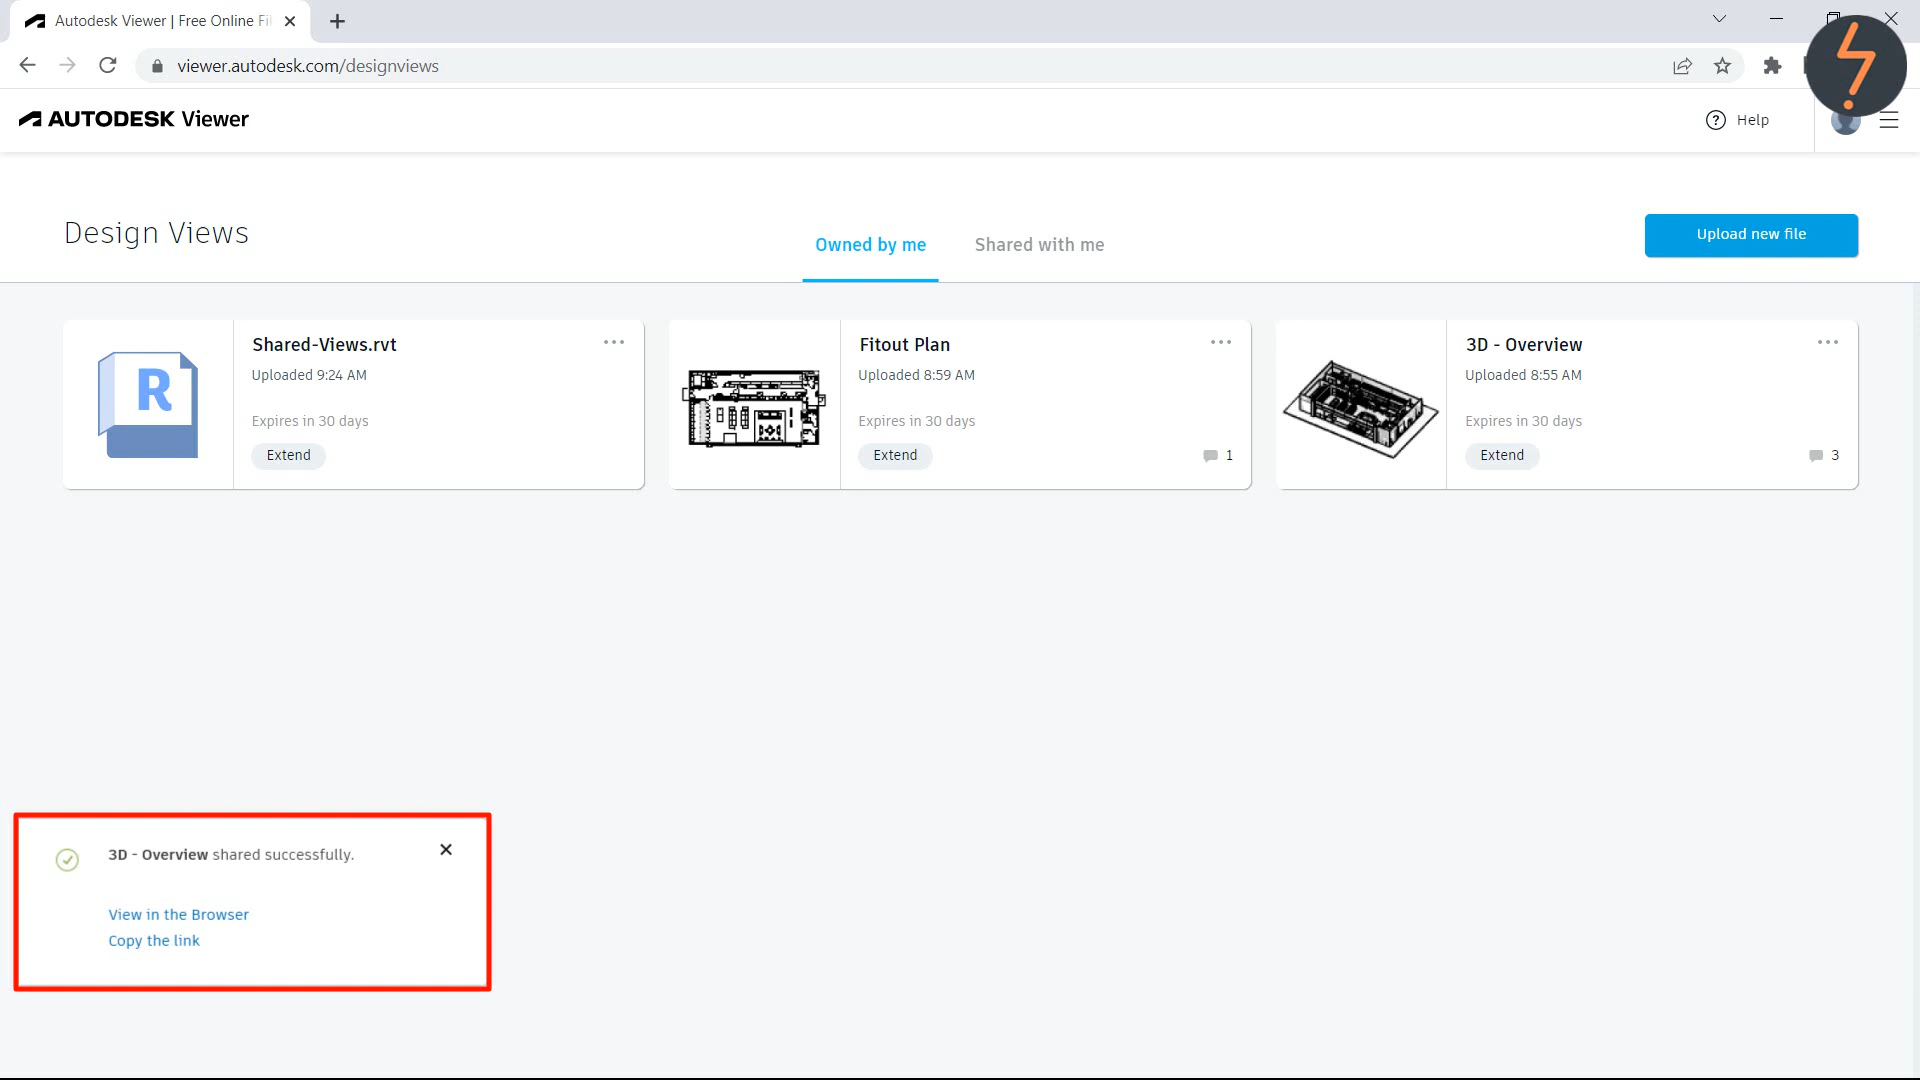 Autodesk Viewer | Free Online Fi
viewer.autodesk.com/designviews
AUTODESK Viewer
Help
Design Views
Owned by me
Shared with me
Upload new file
Shared-Views.rvt
Uploaded 9:24 AM
Expires in 30 days
Extend
R
Fitout Plan
Uploaded 8:59 AM
Expires in 30 days
Extend
1
3D - Overview
Uploaded 8:55 AM
Expires in 30 days
Extend
3
3D - Overview shared successfully.
View in the Browser
Copy the link